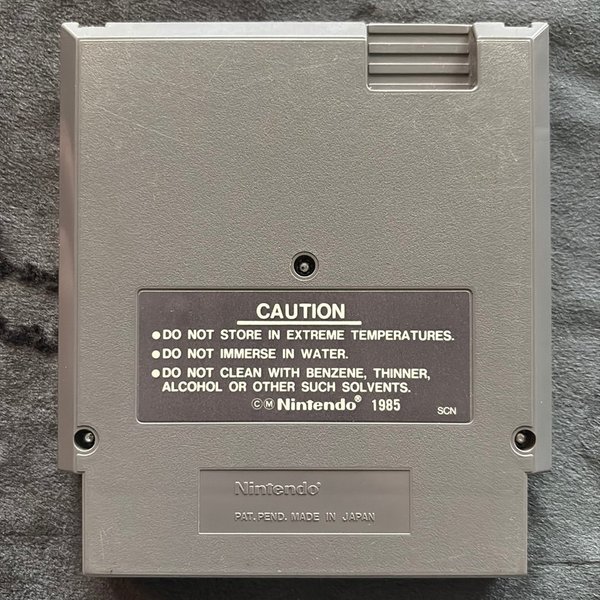 CAUTION
●DO NOT STORE IN EXTREME TEMPERATURES.
●DO NOT IMMERSE IN WATER.
●DO NOT CLEAN WITH BENZENE, THINNER,
ALCOHOL OR OTHER SUCH SOLVENTS.
ⒸⓂ Nintendo® 1985 SCN
Nintendo®
PAT. PEND. MADE IN JAPAN